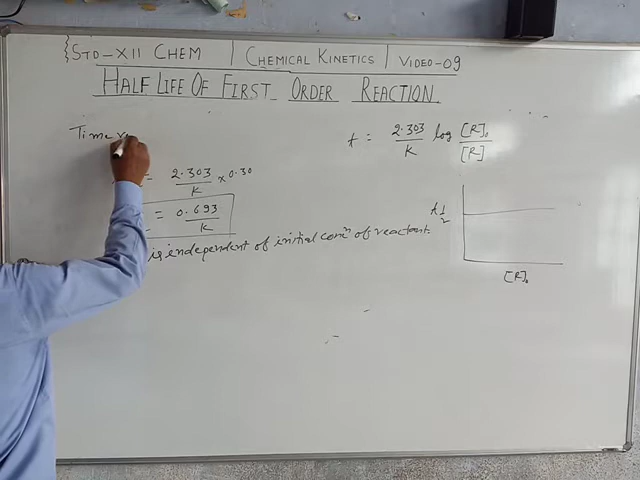 STD-XII CHEM | CHEMICAL KINETICS | VIDEO-09
HALF LIFE OF FIRST ORDER REACTION
Time
t = 2.303/K log [R]₀/[R]
= 2.303/K × 0.30
= 0.693/K
is independent of initial concⁿ of reactant.
t 1/2
[R]₀